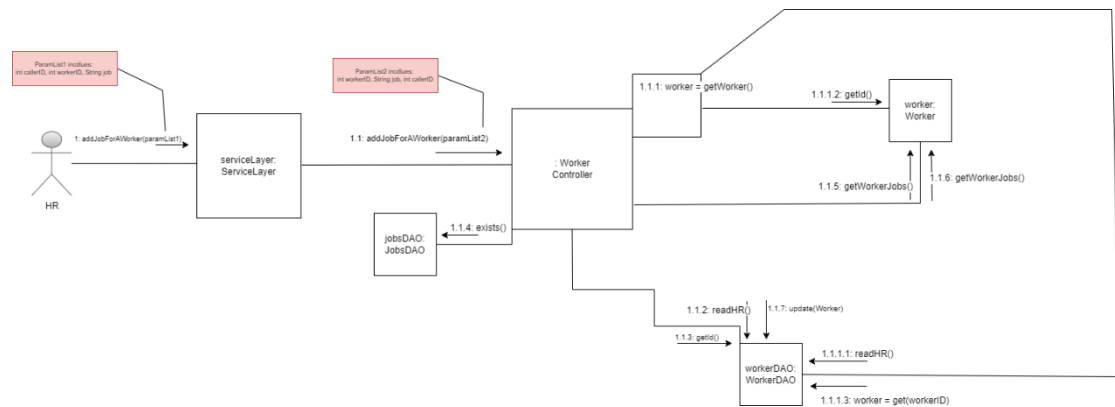 ParamList1 incdlues:
int callerID, int workerID, String job
ParamList2 incdlues:
int workerID, String job, int callerID
1.1.1: worker = getWorker()
1.1.1.2: getId()
worker:
Worker
1: addJobForAWorker(paramList1)
1.1: addJobForAWorker(paramList2)
serviceLayer:
ServiceLayer
: Worker
Controller
HR
1.1.5: getWorkerJobs()
1.1.6: getWorkerJobs()
1.1.4: exists()
jobsDAO:
JobsDAO
1.1.2: readHR()
1.1.7: update(Worker)
1.1.3: getId()
workerDAO:
WorkerDAO
1.1.1.1: readHR()
1.1.1.3: worker = get(workerID)